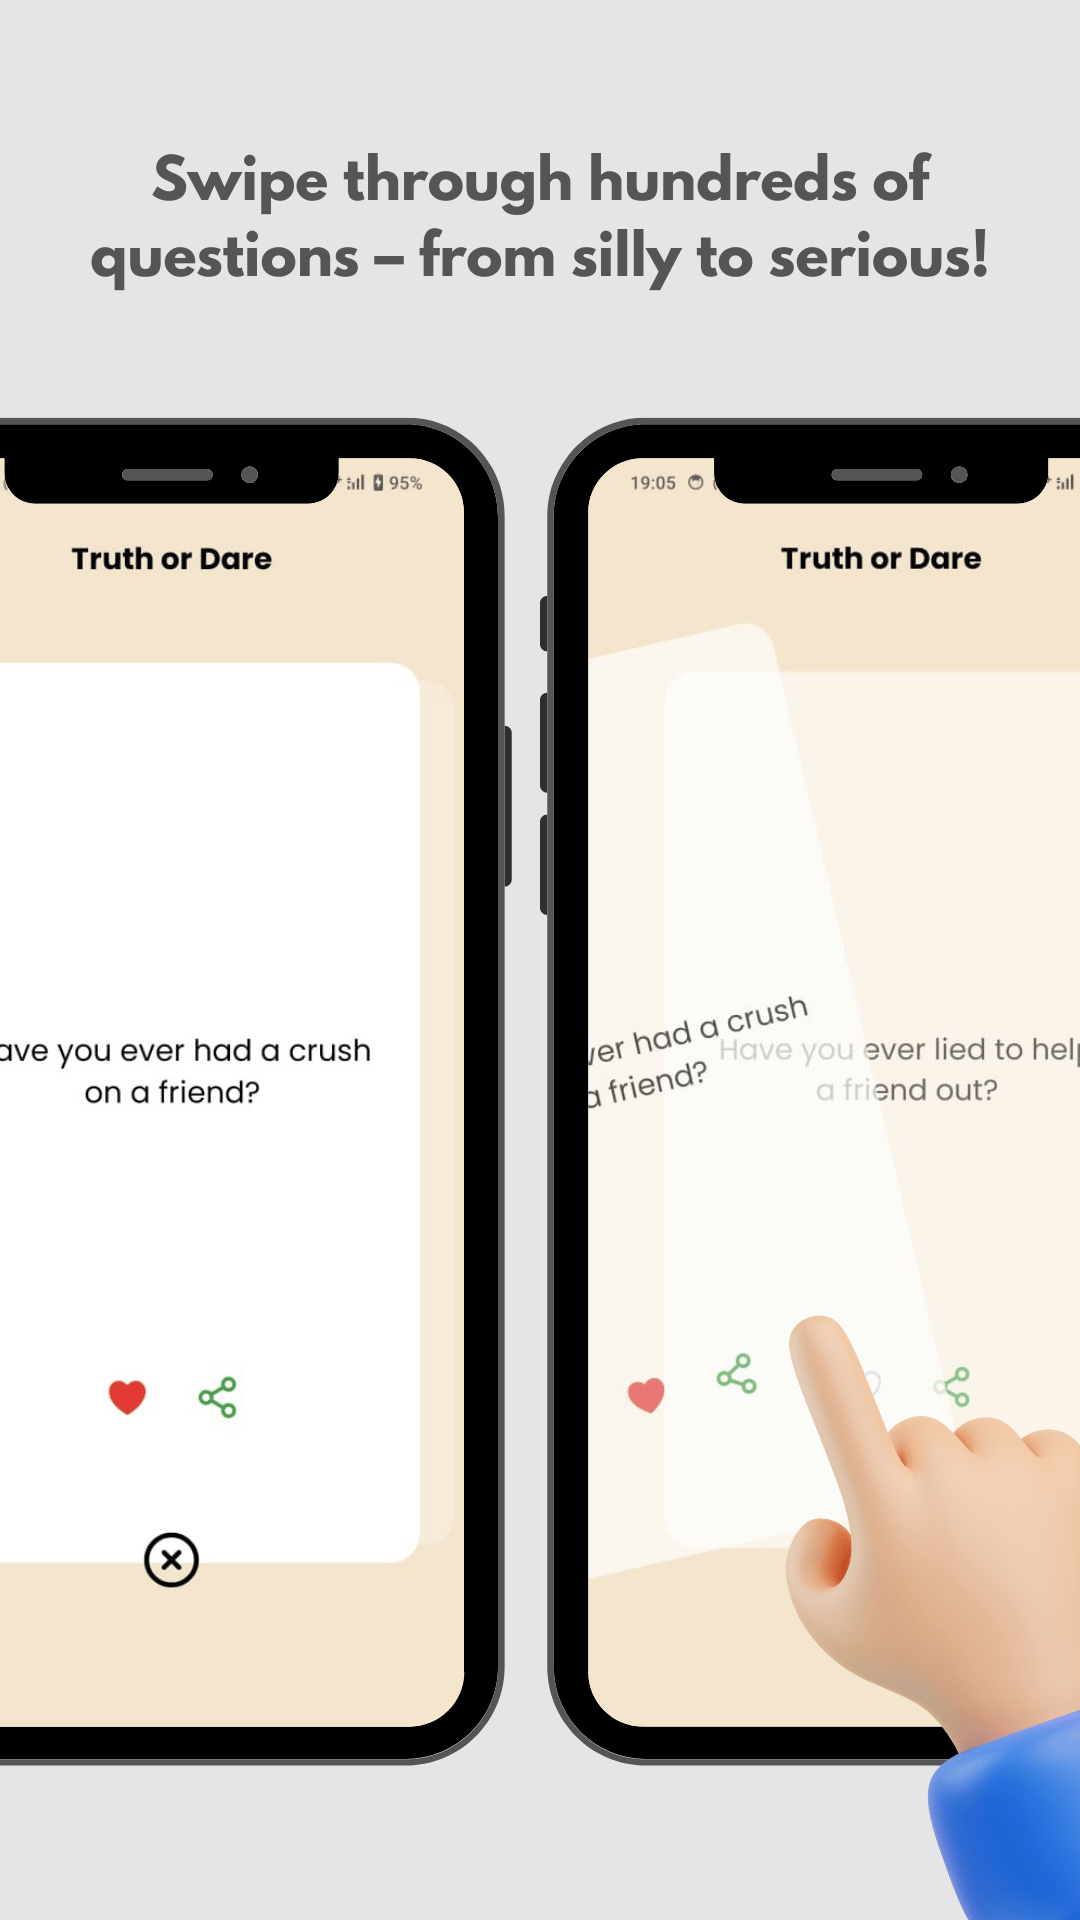 Swipe through hundreds of
questions – from silly to serious!
95%
Truth or Dare
ave you ever had a crush
on a friend?
19:05
Truth or Dare
ver had a crush
a friend?
Have you ever lied to help
a friend out?